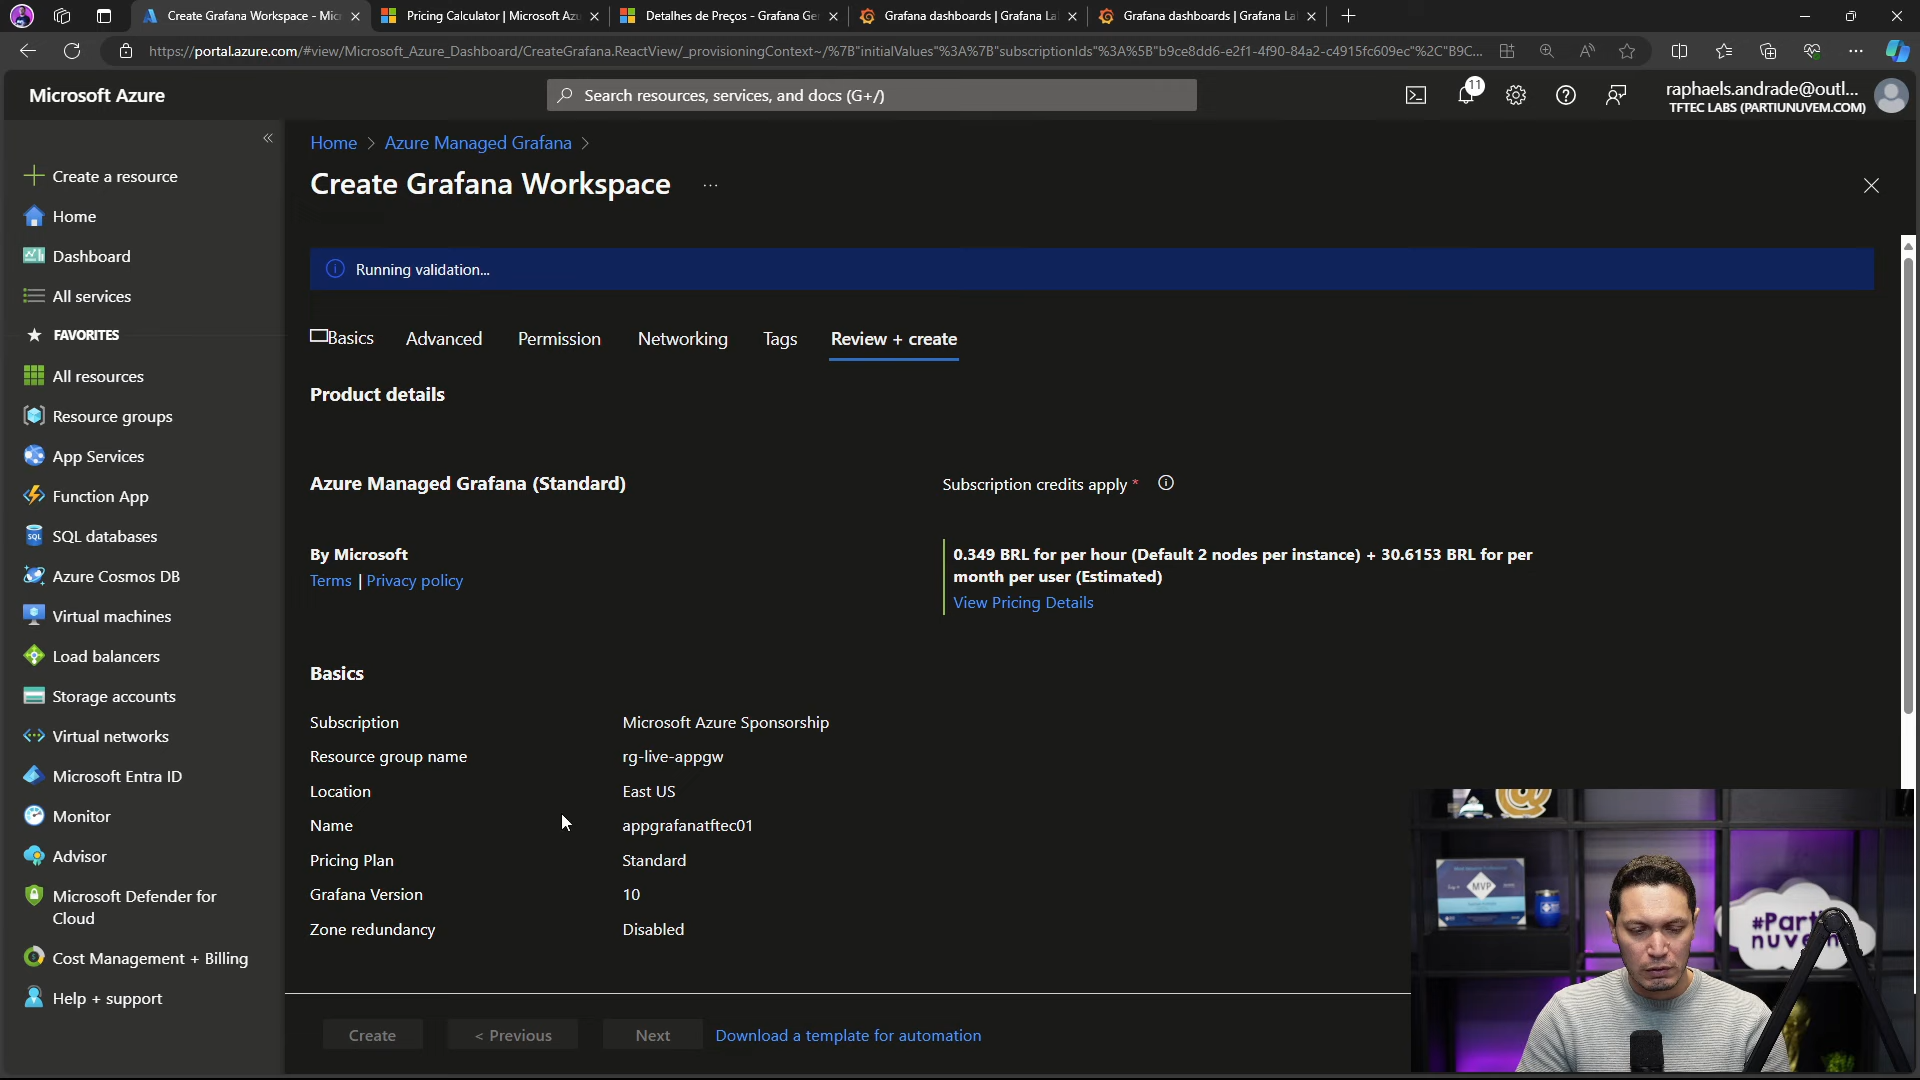 Create Grafana Workspace - Mic
Pricing Calculator | Microsoft Azu
Detalhes de Preços - Grafana Ge
Grafana dashboards | Grafana La
Grafana dashboards | Grafana La
https://portal.azure.com/#view/Microsoft_Azure_Dashboard/CreateGrafana.ReactView/_provisioningContext~/%7B"initialValues"%3A%7B"subscriptionIds"%3A%5B"b9ce8dd6-e2f1-4f90-84a2-c4915fc609ec"%2C"B9C...
Microsoft Azure
Search resources, services, and docs (G+/)
11
raphaels.andrade@outl...
TFTEC LABS (PARTIUNUVEM.COM)
Create a resource
Home
Dashboard
All services
FAVORITES
All resources
Resource groups
App Services
Function App
SQL databases
Azure Cosmos DB
Virtual machines
Load balancers
Storage accounts
Virtual networks
Microsoft Entra ID
Monitor
Advisor
Microsoft Defender for
Cloud
Cost Management + Billing
Help + support
Home > Azure Managed Grafana >
Create Grafana Workspace ...
Running validation...
Basics Advanced Permission Networking Tags Review + create
Product details
Azure Managed Grafana (Standard)
Subscription credits apply *
By Microsoft
Terms | Privacy policy
0.349 BRL for per hour (Default 2 nodes per instance) + 30.6153 BRL for per
month per user (Estimated)
View Pricing Details
Basics
Subscription Microsoft Azure Sponsorship
Resource group name rg-live-appgw
Location East US
Name appgrafanatftec01
Pricing Plan Standard
Grafana Version 10
Zone redundancy Disabled
Create < Previous Next Download a template for automation
MVP
#Parti
nuvem